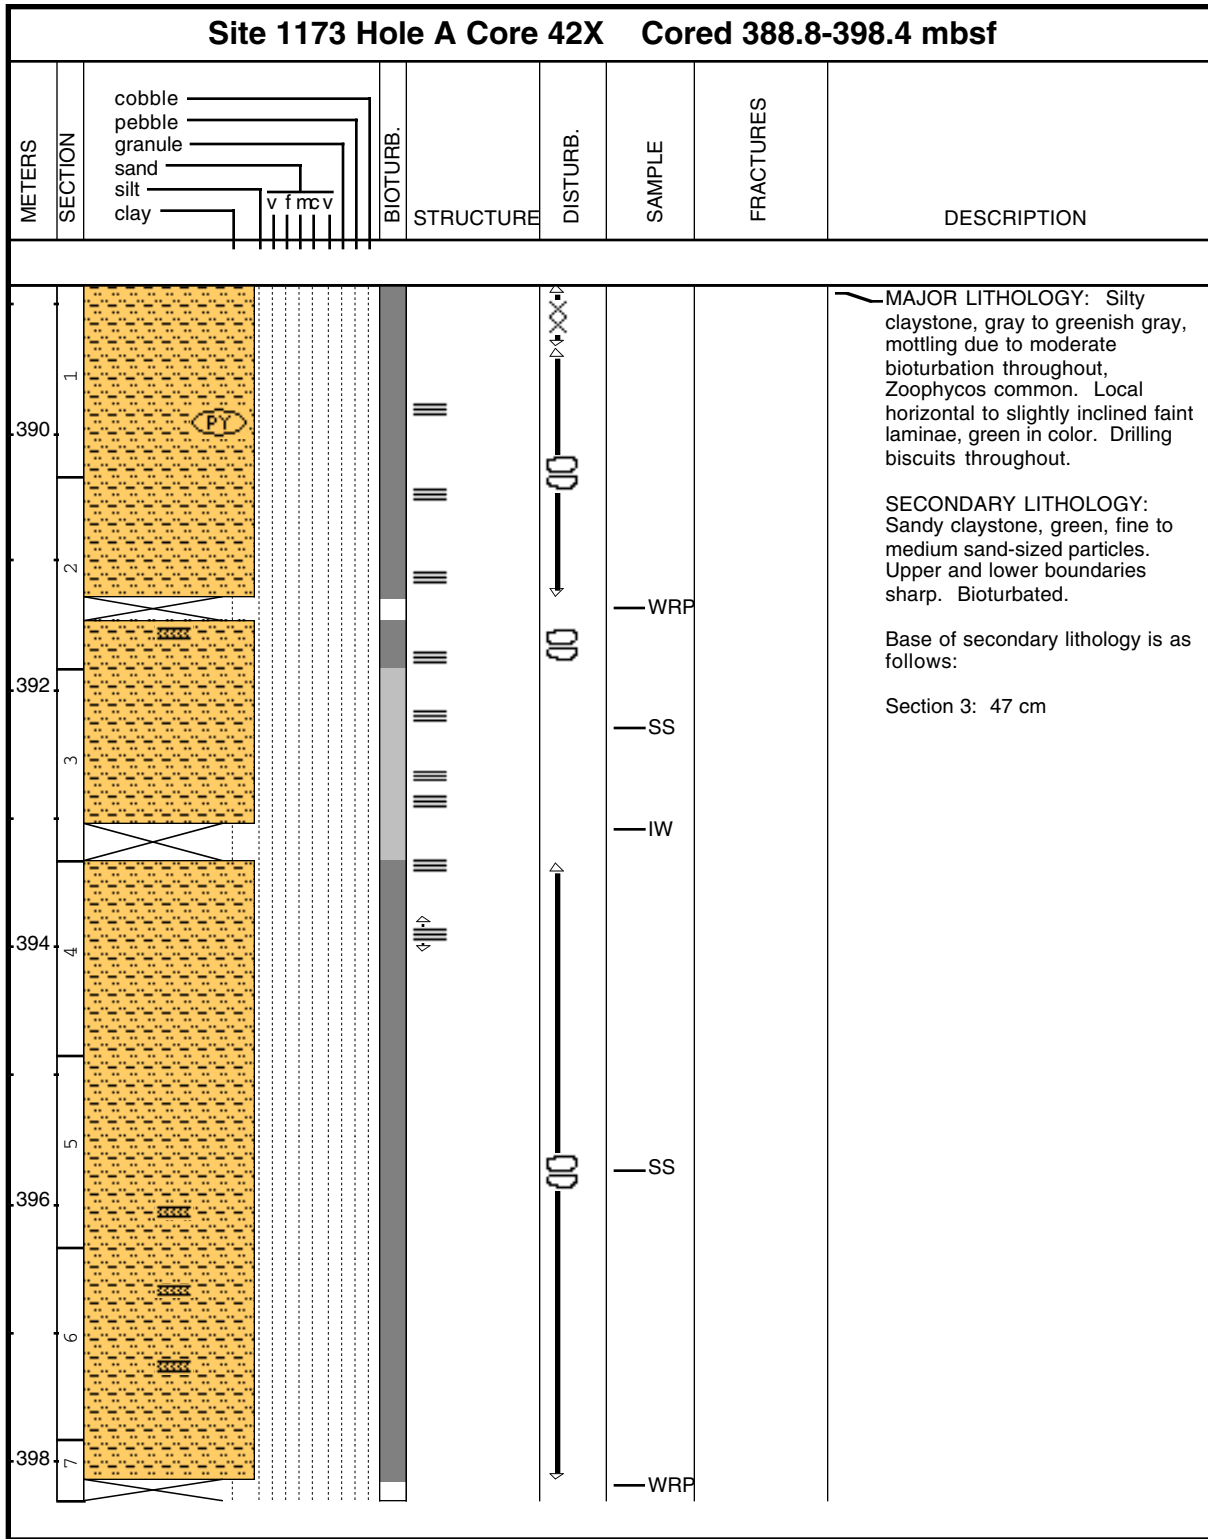 Site 1173 Hole A Core 42X Cored 388.8-398.4 mbsf
METERS
SECTION
cobble
pebble
granule
sand
silt
clay
v f m c v
BIOTURB.
STRUCTURE
DISTURB.
SAMPLE
FRACTURES
DESCRIPTION
1
PY
390
2
392
3
394
4
5
396
6
398
7
WRP
SS
IW
SS
WRP
MAJOR LITHOLOGY: Silty
claystone, gray to greenish gray,
mottling due to moderate
bioturbation throughout,
Zoophycos common. Local
horizontal to slightly inclined faint
laminae, green in color. Drilling
biscuits throughout.
SECONDARY LITHOLOGY:
Sandy claystone, green, fine to
medium sand-sized particles.
Upper and lower boundaries
sharp. Bioturbated.
Base of secondary lithology is as
follows:
Section 3: 47 cm